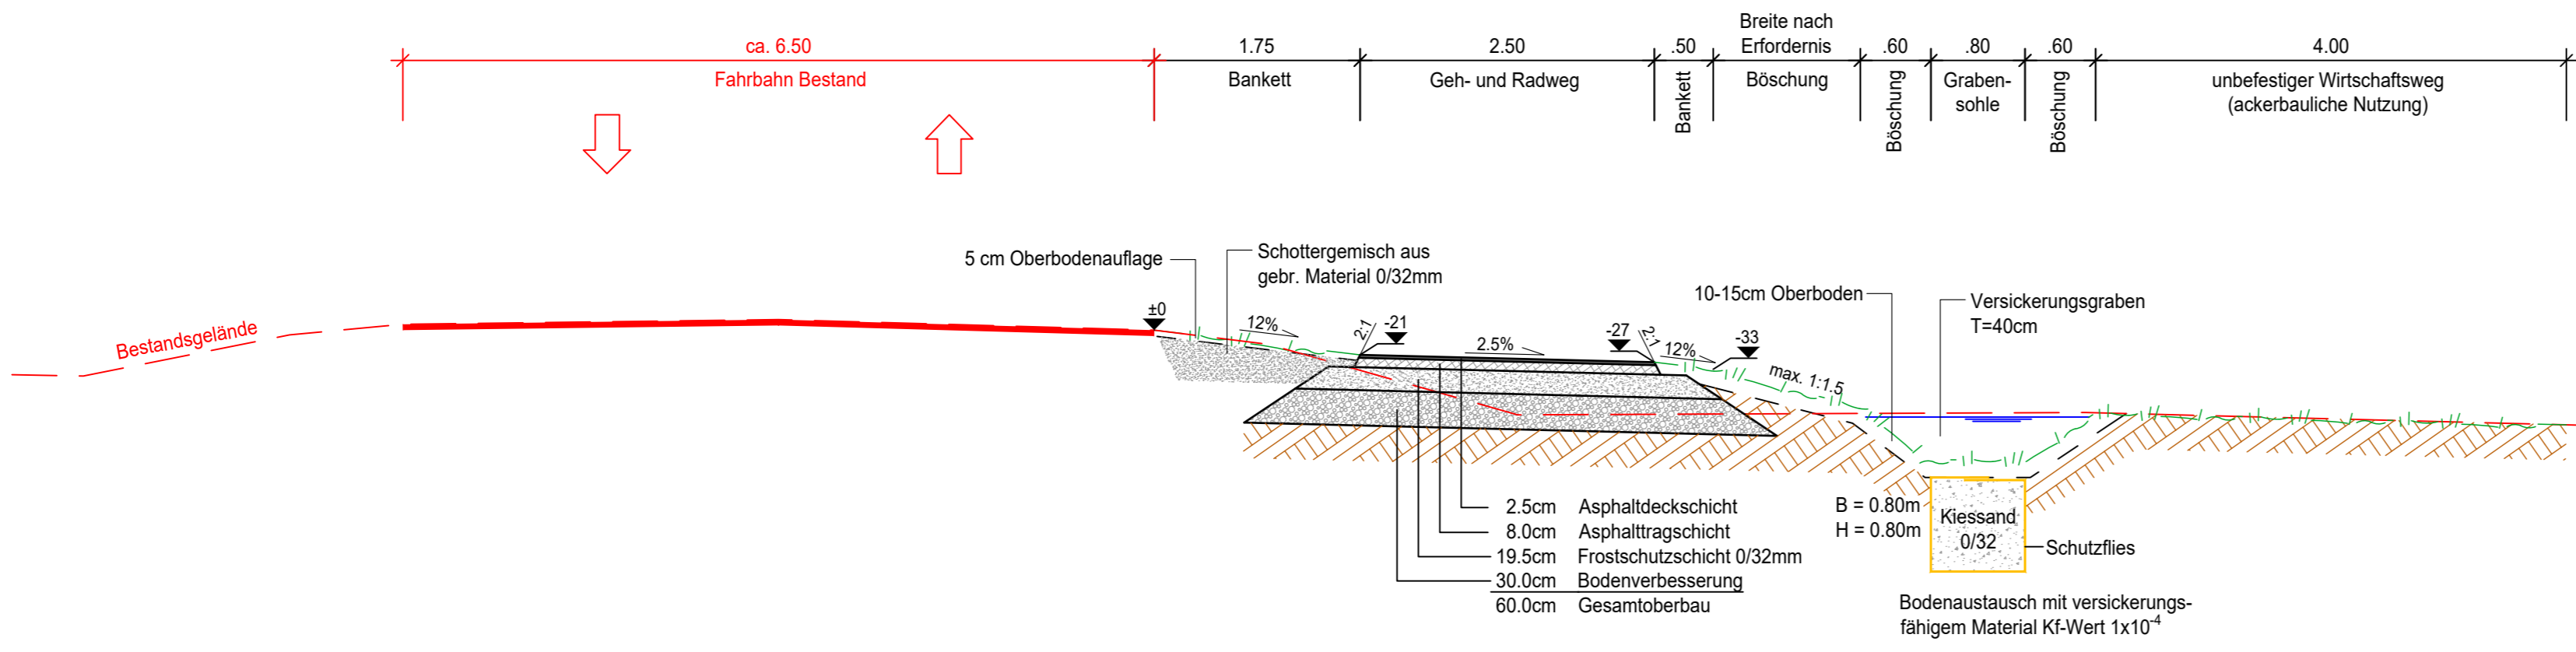 ca. 6.50
Fahrbahn Bestand
1.75
Bankett
2.50
Geh- und Radweg
.50
Bankett
Breite nach
Erfordernis
Böschung
.60
Böschung
.80
Graben-
sohle
.60
Böschung
4.00
unbefestiger Wirtschaftsweg
(ackerbauliche Nutzung)
Bestandsgelände
5 cm Oberbodenauflage
Schottergemisch aus
gebr. Material 0/32mm
±0
12%
2:1
-21
2.5%
-27
2:1
12%
-33
max. 1:1.5
10-15cm Oberboden
Versickerungsgraben
T=40cm
2.5cm Asphaltdeckschicht
8.0cm Asphalttragschicht
19.5cm Frostschutzschicht 0/32mm
30.0cm Bodenverbesserung
60.0cm Gesamtoberbau
B = 0.80m
H = 0.80m
Kiessand
0/32
Schutzflies
Bodenaustausch mit versickerungs-
fähigem Material Kf-Wert 1x10⁻⁴